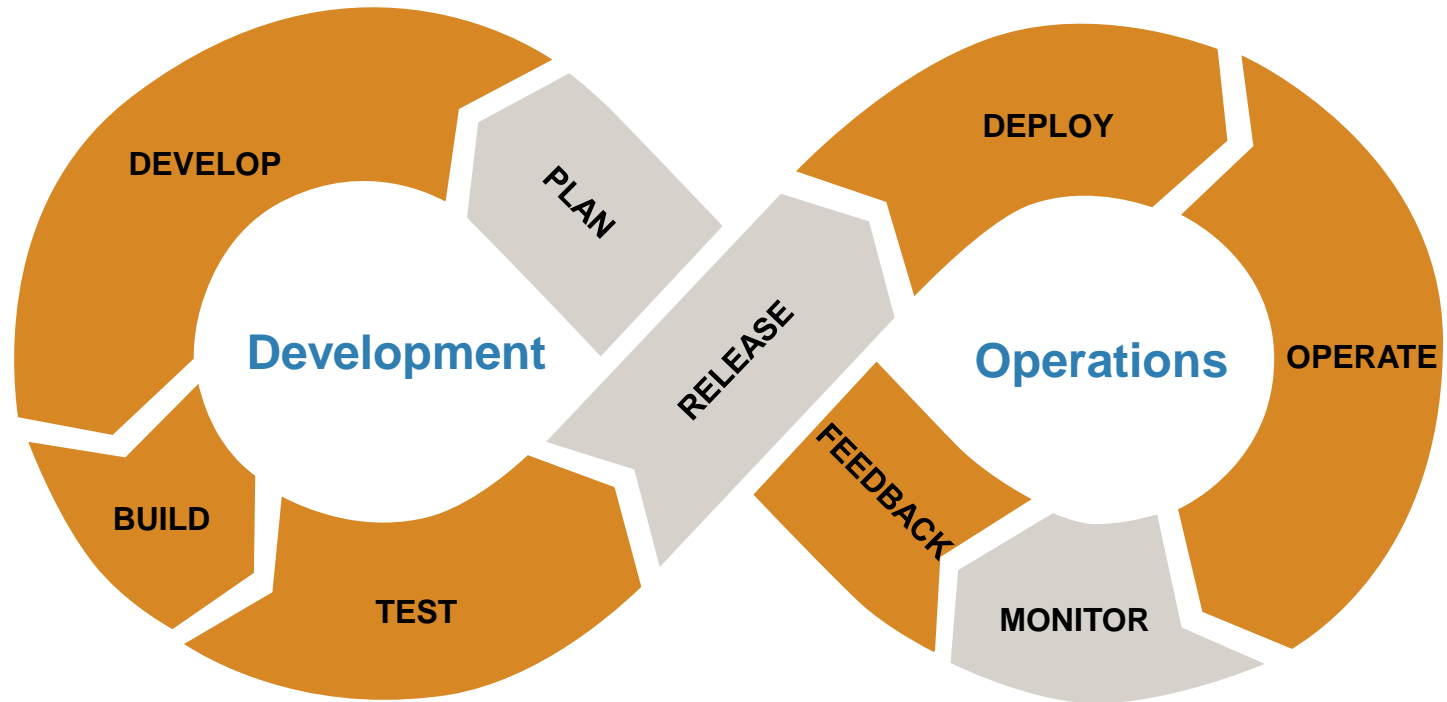 DEVELOP
PLAN
DEPLOY
Development
RELEASE
Operations
OPERATE
FEEDBACK
BUILD
TEST
MONITOR